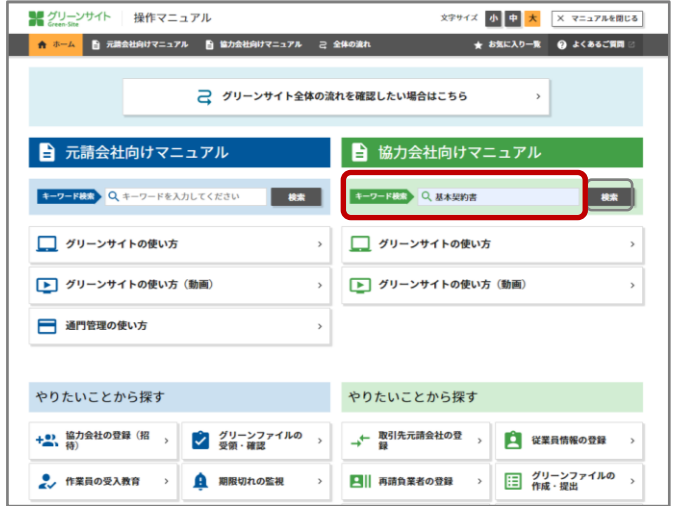 グリーンサイト 操作マニュアル
Green-Site
文字サイズ 小 中 大 × マニュアルを閉じる
ホーム 元請会社向けマニュアル 協力会社向けマニュアル 全体の流れ お気に入り一覧 よくあるご質問
グリーンサイト全体の流れを確認したい場合はこちら
元請会社向けマニュアル
協力会社向けマニュアル
キーワード検索 キーワードを入力してください 検索
キーワード検索 基本契約書 検索
グリーンサイトの使い方
グリーンサイトの使い方
グリーンサイトの使い方（動画）
グリーンサイトの使い方（動画）
通門管理の使い方
やりたいことから探す
やりたいことから探す
協力会社の登録（招
待）
グリーンファイルの
受領・確認
取引先元請会社の登
録
従業員情報の登録
作業員の受入教育
期限切れの監視
再請負業者の登録
グリーンファイルの
作成・提出